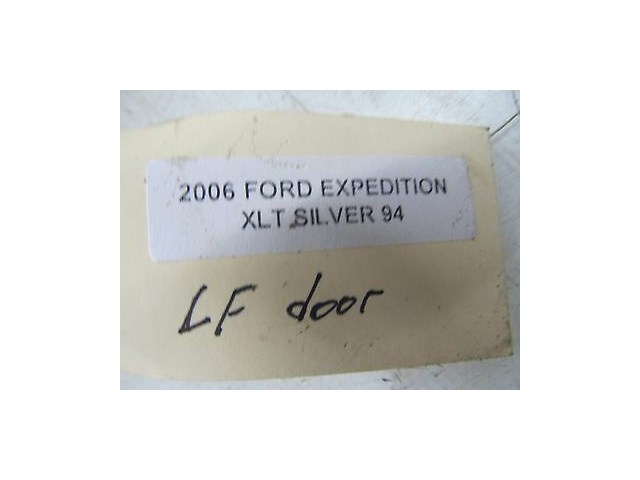 2006 FORD EXPEDITION
XLT SILVER 94
LF door